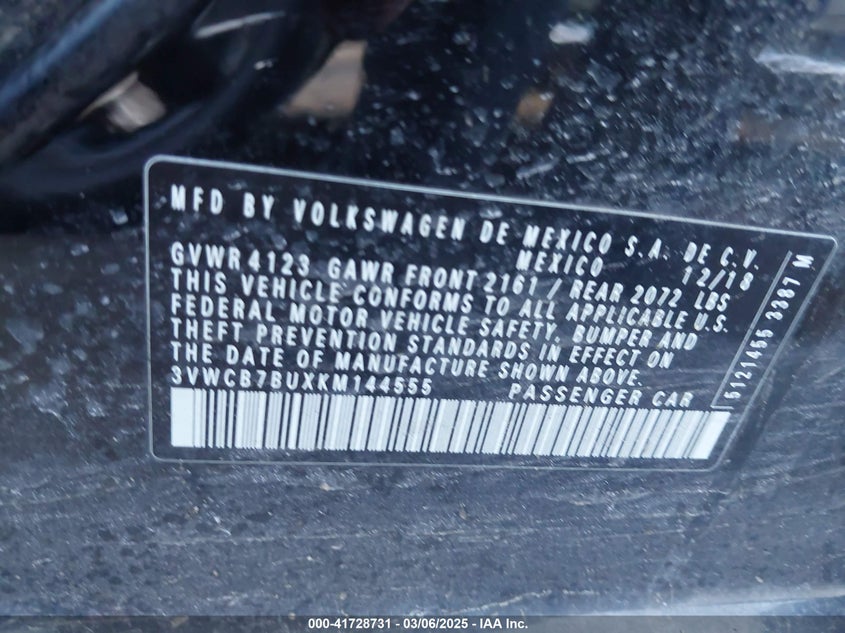 MFD BY VOLKSWAGEN DE MEXICO S.A. DE C.V.
MEXICO 12/18
GVWR 4123 GAWR FRONT 2161 / REAR 2072 LBS
THIS VEHICLE CONFORMS TO ALL APPLICABLE U.S.
FEDERAL MOTOR VEHICLE SAFETY, BUMPER AND
THEFT PREVENTION STANDARDS IN EFFECT ON
THE DATE OF MANUFACTURE SHOWN ABOVE.
3VWCB7BUXKM144555 PASSENGER CAR
5121455 3387 M
000-41728731 - 03/06/2025 - IAA Inc.